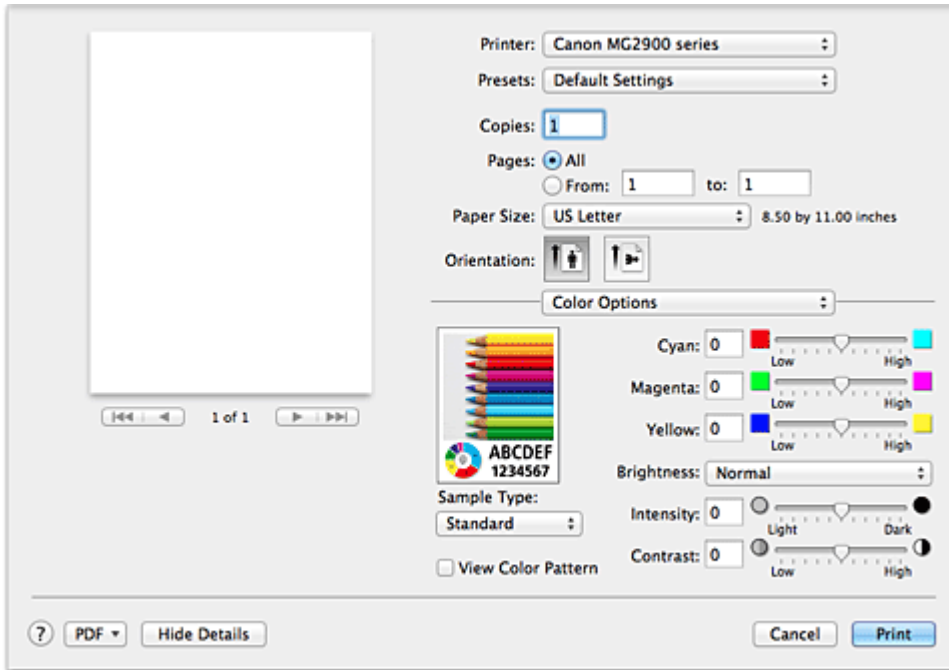 Printer: Canon MG2900 series
Presets: Default Settings
Copies: 1
Pages: All
From: 1 to: 1
Paper Size: US Letter 8.50 by 11.00 inches
Orientation:
Color Options
Cyan: 0
Low High
Magenta: 0
Low High
Yellow: 0
Low High
ABCDEF
1234567
Brightness: Normal
Sample Type:
Standard
Intensity: 0
Light Dark
Contrast: 0
Low High
View Color Pattern
1 of 1
? PDF Hide Details Cancel Print